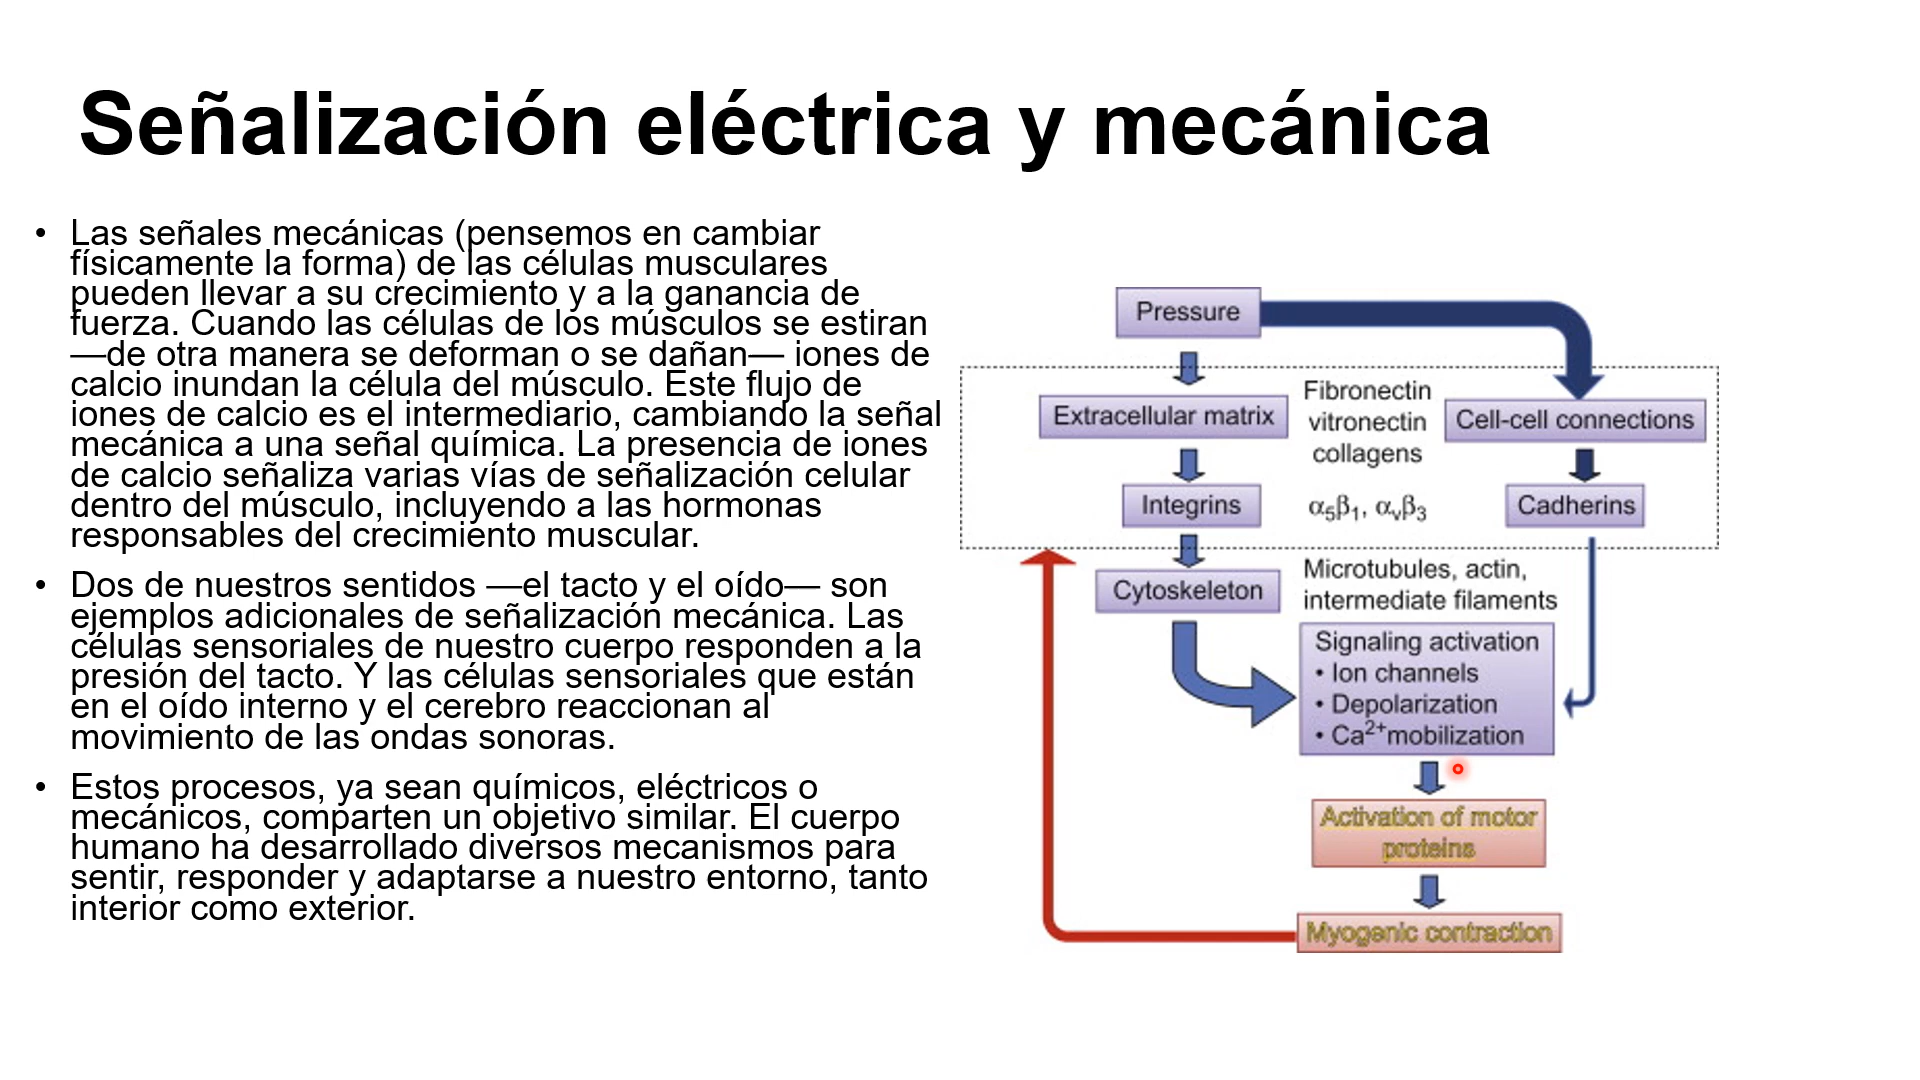 Señalización eléctrica y mecánica
• Las señales mecánicas (pensemos en cambiar
físicamente la forma) de las células musculares
pueden llevar a su crecimiento y a la ganancia de
fuerza. Cuando las células de los músculos se estiran
—de otra manera se deforman o se dañan— iones de
calcio inundan la célula del músculo. Este flujo de
iones de calcio es el intermediario, cambiando la señal
mecánica a una señal química. La presencia de iones
de calcio señaliza varias vías de señalización celular
dentro del músculo, incluyendo a las hormonas
responsables del crecimiento muscular.
• Dos de nuestros sentidos —el tacto y el oído— son
ejemplos adicionales de señalización mecánica. Las
células sensoriales de nuestro cuerpo responden a la
presión del tacto. Y las células sensoriales que están
en el oído interno y el cerebro reaccionan al
movimiento de las ondas sonoras.
• Estos procesos, ya sean químicos, eléctricos o
mecánicos, comparten un objetivo similar. El cuerpo
humano ha desarrollado diversos mecanismos para
sentir, responder y adaptarse a nuestro entorno, tanto
interior como exterior.
Pressure
Extracellular matrix
Fibronectin
vitronectin
collagens
Cell-cell connections
Integrins
α5β1, αvβ3
Cadherins
Cytoskeleton
Microtubules, actin,
intermediate filaments
Signaling activation
• Ion channels
• Depolarization
• Ca2+mobilization
Activation of motor
proteins
Myogenic contraction